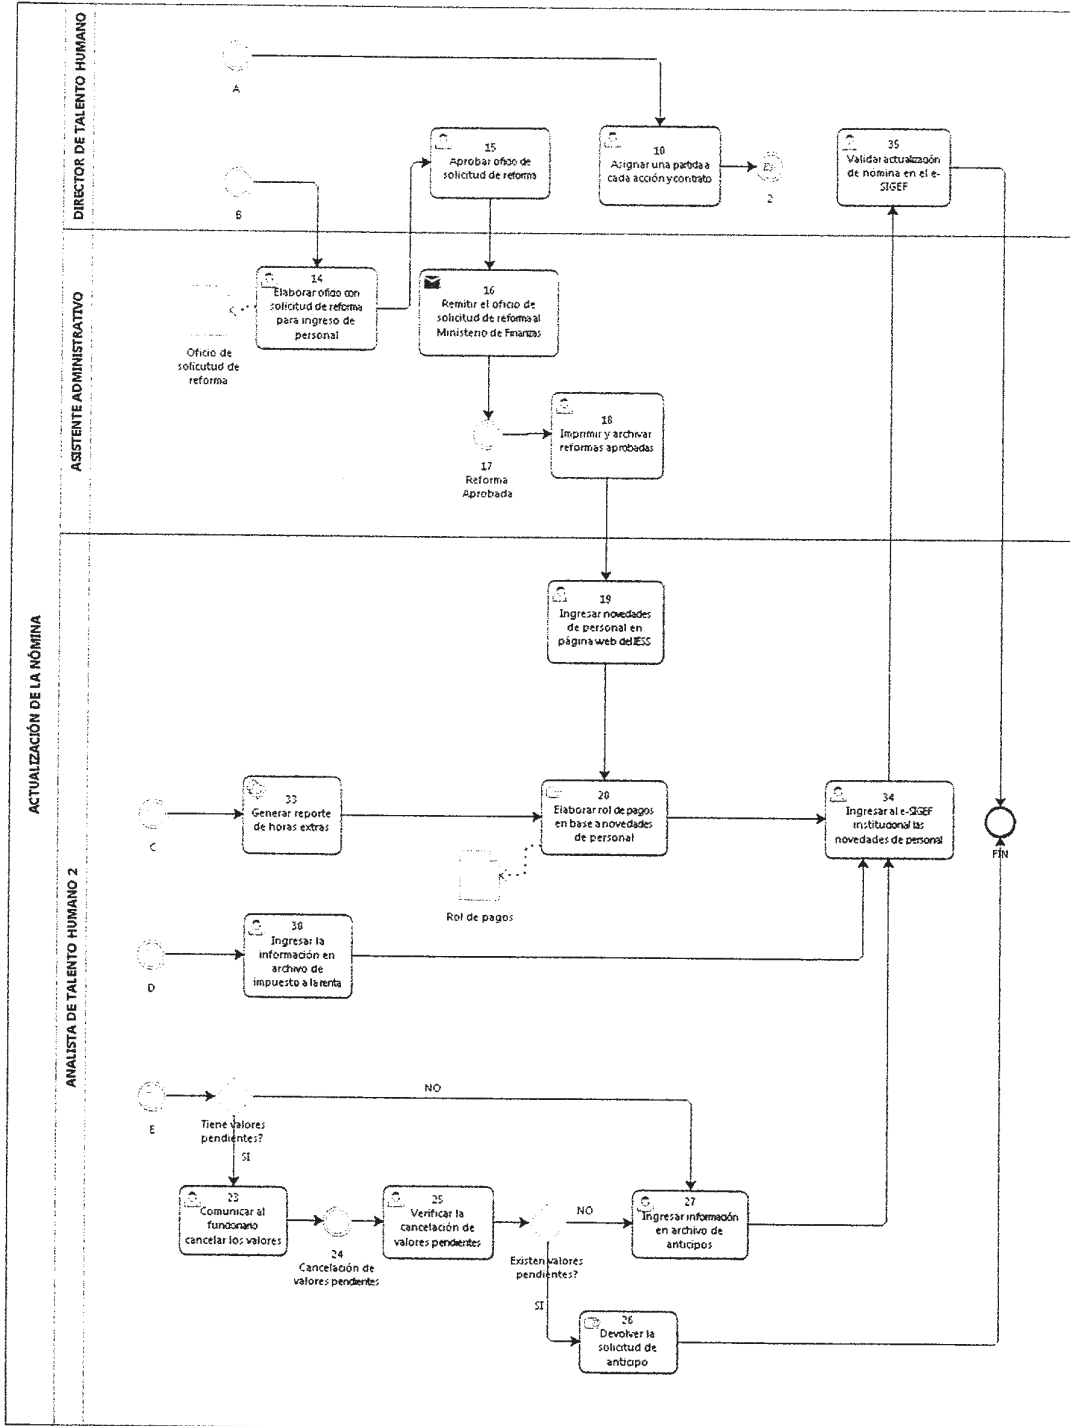 ACTUALIZACIÓN DE LA NÓMINA
DIRECTOR DE TALENTO HUMANO
A
B
15
Aprobar oficio de
solicitud de reforma
10
Asignar una partida a
cada acción y contrato
2
35
Validar actualización
de nómina en el e-
SIGEF
ASISTENTE ADMINISTRATIVO
14
Elaborar oficio con
solicitud de reforma
para ingreso de
personal
Oficio de
solicutud de
reforma
16
Remitir el oficio de
solicitud de reforma al
Ministerio de Finanzas
17
Reforma
Aprobada
18
Imprimir y archivar
reformas aprobadas
ANALISTA DE TALENTO HUMANO 2
19
Ingresar novedades
de personal en
página web del IESS
C
33
Generar reporte
de horas extras
20
Elaborar rol de pagos
en base a novedades
de personal
Rol de pagos
34
Ingresar al e-SIGEF
institucional las
novedades de personal
FIN
D
30
Ingresar la
información en
archivo de
impuesto a la renta
E
Tiene valores
pendientes?
NO
SI
23
Comunicar al
funcionario
cancelar los valores
24
Cancelación de
valores pendientes
25
Verificar la
cancelación de
valores pendientes
Existen valores
pendientes?
NO
SI
27
Ingresar información
en archivo de
anticipos
26
Devolver la
solicitud de
anticipo